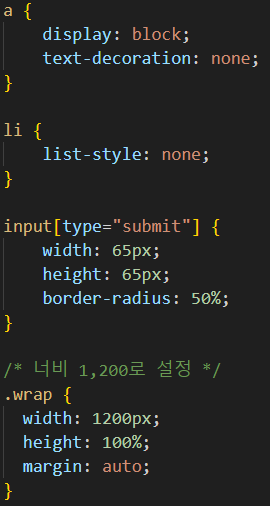 a {
    display: block;
    text-decoration: none;
}

li {
    list-style: none;
}

input[type="submit"] {
    width: 65px;
    height: 65px;
    border-radius: 50%;
}

/* 너비 1,200로 설정 */
.wrap {
  width: 1200px;
  height: 100%;
  margin: auto;
}